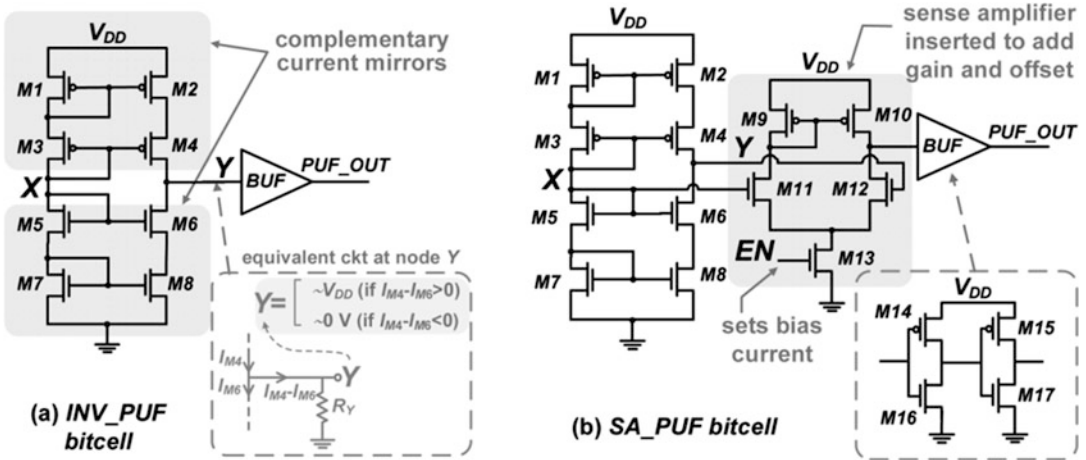 V_DD
complementary
current mirrors
M1
M2
M3
M4
X
Y
BUF
PUF_OUT
M5
M6
M7
M8
equivalent ckt at node Y
Y=
~V_DD (if I_M4-I_M6>0)
~0 V (if I_M4-I_M6<0)
I_M4
I_M6
I_M4-I_M6
Y
R_Y
(a) INV_PUF
bitcell
V_DD
sense amplifier
inserted to add
gain and offset
M1
M2
V_DD
M9
M10
M3
M4
Y
BUF
PUF_OUT
X
M11
M12
M5
M6
EN
M13
M7
M8
sets bias
current
V_DD
M14
M15
M16
M17
(b) SA_PUF bitcell